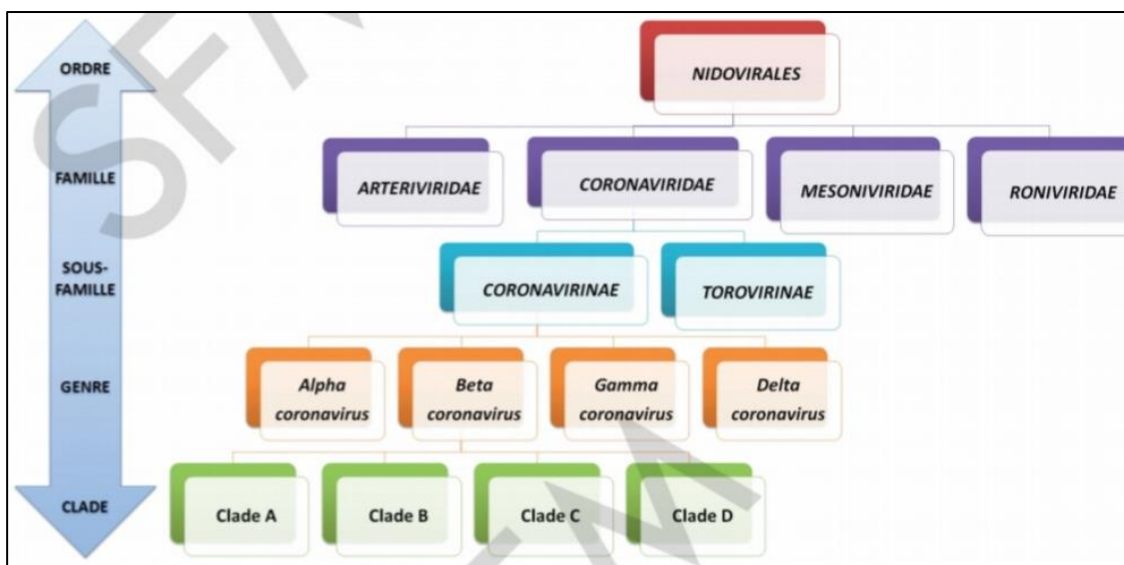 ORDRE
NIDOVIRALES
FAMILLE
ARTERIVIRIDAE
CORONAVIRIDAE
MESONIVIRIDAE
RONIVIRIDAE
SOUS-
FAMILLE
CORONAVIRINAE
TOROVIRINAE
GENRE
Alpha
coronavirus
Beta
coronavirus
Gamma
coronavirus
Delta
coronavirus
CLADE
Clade A
Clade B
Clade C
Clade D